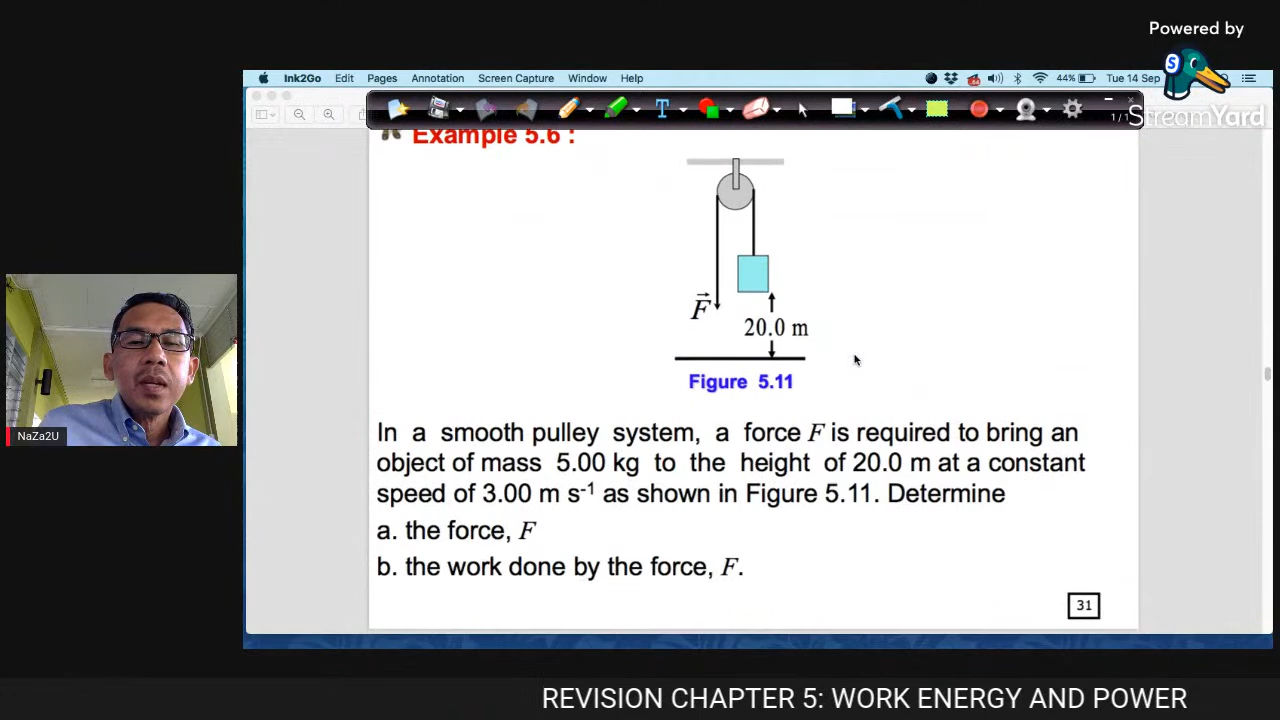 Powered by
S
StreamYard
Ink2Go Edit Pages Annotation Screen Capture Window Help
44% Tue 14 Sep
T
1/1
Example 5.6 :
F
20.0 m
Figure 5.11
In a smooth pulley system, a force F is required to bring an
object of mass 5.00 kg to the height of 20.0 m at a constant
speed of 3.00 m s-1 as shown in Figure 5.11. Determine
a. the force, F
b. the work done by the force, F.
31
NaZa2U
REVISION CHAPTER 5: WORK ENERGY AND POWER